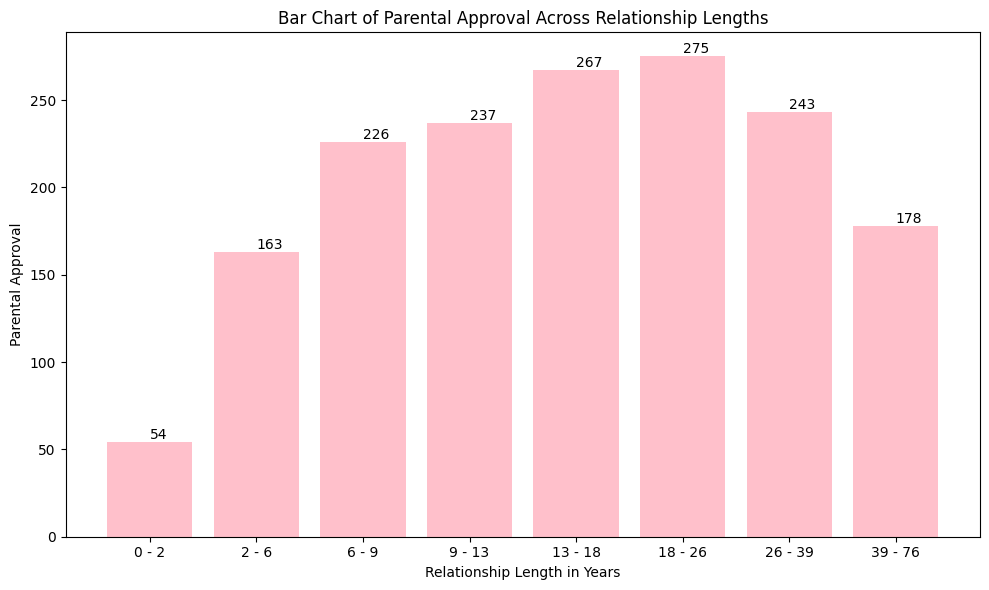 Bar Chart of Parental Approval Across Relationship Lengths
Parental Approval
250
200
150
100
50
0
54
163
226
237
267
275
243
178
0 - 2
2 - 6
6 - 9
9 - 13
13 - 18
18 - 26
26 - 39
39 - 76
Relationship Length in Years